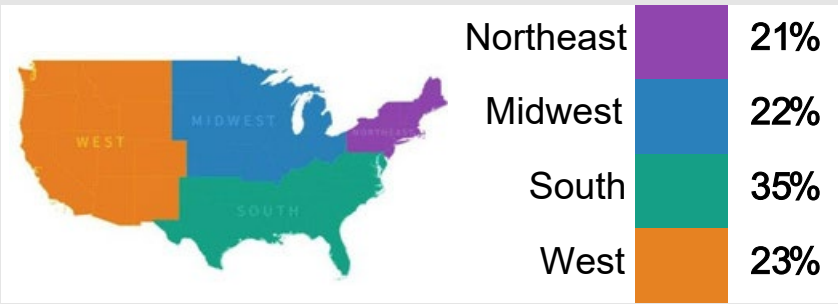 WEST
MIDWEST
NORTHEAST
SOUTH
Northeast 21%
Midwest 22%
South 35%
West 23%